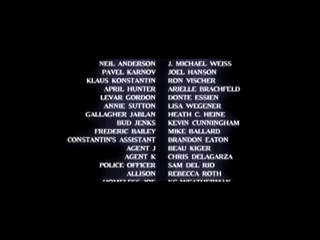 NEIL ANDERSON J. MICHAEL WEISS
PAVEL KARNOV JOEL HANSON
KLAUS KONSTANTIN RON VISCHER
APRIL HUNTER ARIELLE BRACHFELD
LEVAR GORDON DONTE ESSIEN
ANNIE SUTTON LISA WEGENER
GALLAGHER JABLAN HEATH C. HEINE
BUD JENKS KEVIN CUNNINGHAM
FREDERIC BAILEY MIKE BALLARD
CONSTANTIN'S ASSISTANT BRANDON EATON
AGENT J BEAU KIGER
AGENT K CHRIS DELAGARZA
POLICE OFFICER SAM DEL RIO
ALLISON REBECCA ROTH
HOMELESS JOE